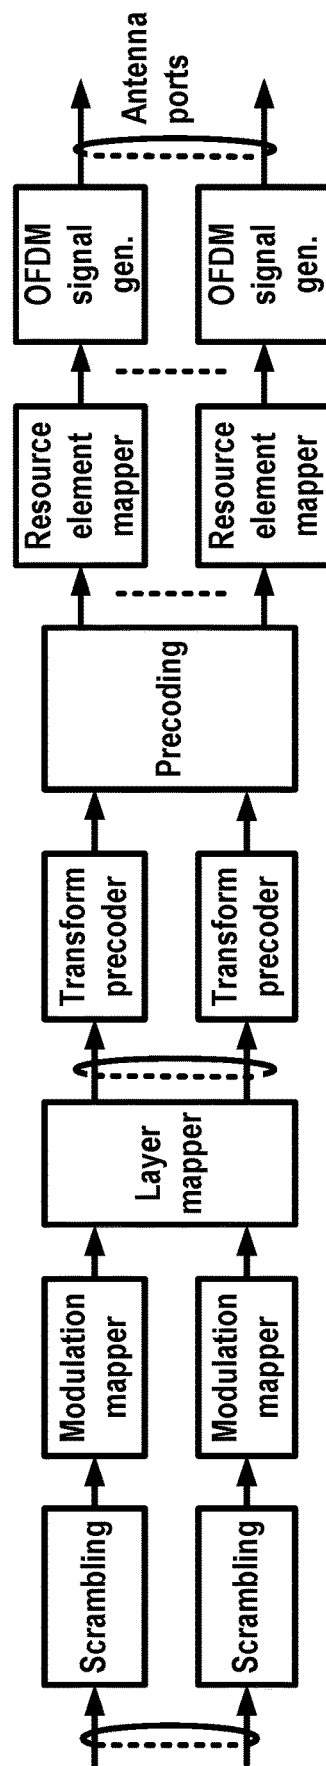 Scrambling
Modulation
mapper
Layer
mapper
Transform
precoder
Precoding
Resource
element
mapper
OFDM
signal
gen.
Antenna
ports
Scrambling
Modulation
mapper
Transform
precoder
Resource
element
mapper
OFDM
signal
gen.